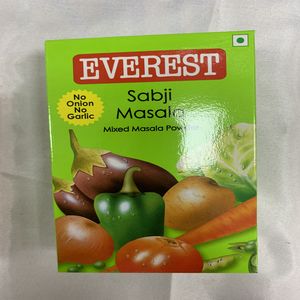 EVEREST
No
Onion
No
Garlic
Sabji
Masala
Mixed Masala Powder